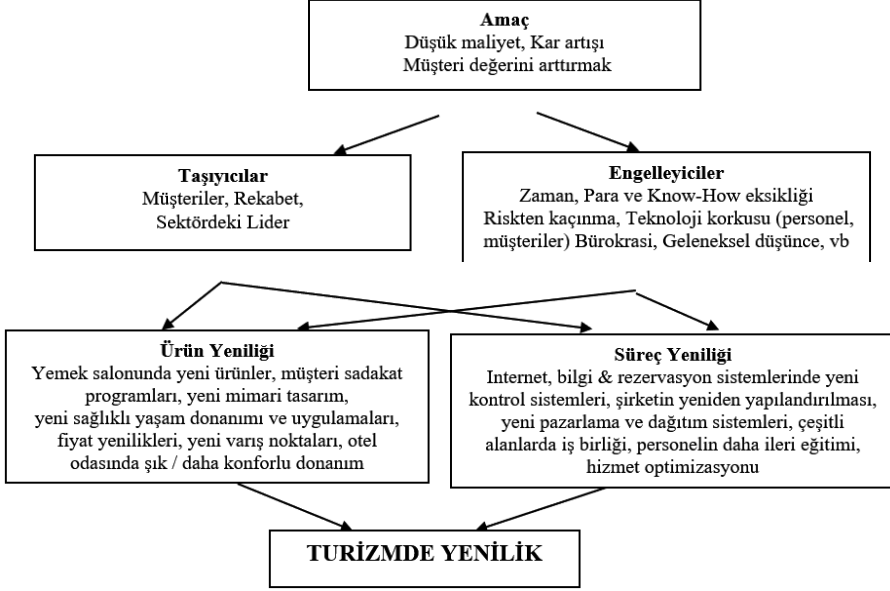 Amaç
Düşük maliyet, Kar artışı
Müşteri değerini arttırmak
Taşıyıcılar
Müşteriler, Rekabet,
Sektördeki Lider
Engelleyiciler
Zaman, Para ve Know-How eksikliği
Riskten kaçınma, Teknoloji korkusu (personel,
müşteriler) Bürokrasi, Geleneksel düşünce, vb
Ürün Yeniliği
Yemek salonunda yeni ürünler, müşteri sadakat
programları, yeni mimari tasarım,
yeni sağlıklı yaşam donanımı ve uygulamaları,
fiyat yenilikleri, yeni varış noktaları, otel
odasında şık / daha konforlu donanım
Süreç Yeniliği
Internet, bilgi & rezervasyon sistemlerinde yeni
kontrol sistemleri, şirketin yeniden yapılandırılması,
yeni pazarlama ve dağıtım sistemleri, çeşitli
alanlarda iş birliği, personelin daha ileri eğitimi,
hizmet optimizasyonu
TURİZMDE YENİLİK